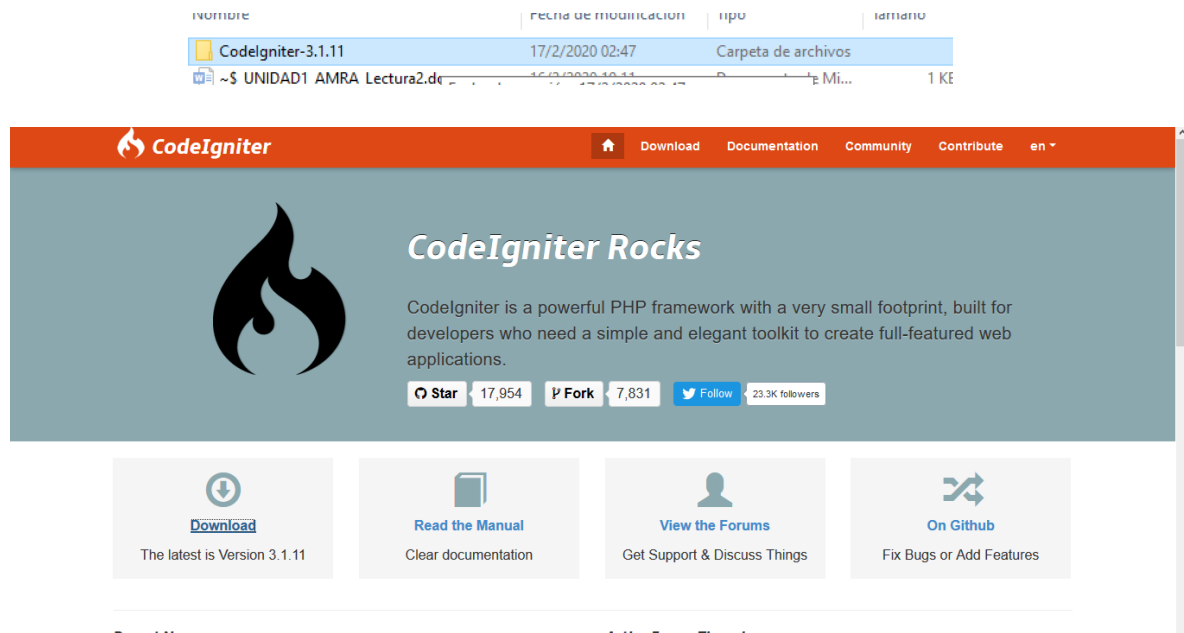 Nombre Fecha de modificación Tipo Tamaño
CodeIgniter-3.1.11 17/2/2020 02:47 Carpeta de archivos
~$ UNIDAD1 AMRA Lectura2.do Mi... 1 KB
CodeIgniter Download Documentation Community Contribute en
CodeIgniter Rocks
CodeIgniter is a powerful PHP framework with a very small footprint, built for
developers who need a simple and elegant toolkit to create full-featured web
applications.
Star 17,954 Fork 7,831 Follow 23.3K followers
Download Read the Manual View the Forums On Github
The latest is Version 3.1.11 Clear documentation Get Support & Discuss Things Fix Bugs or Add Features